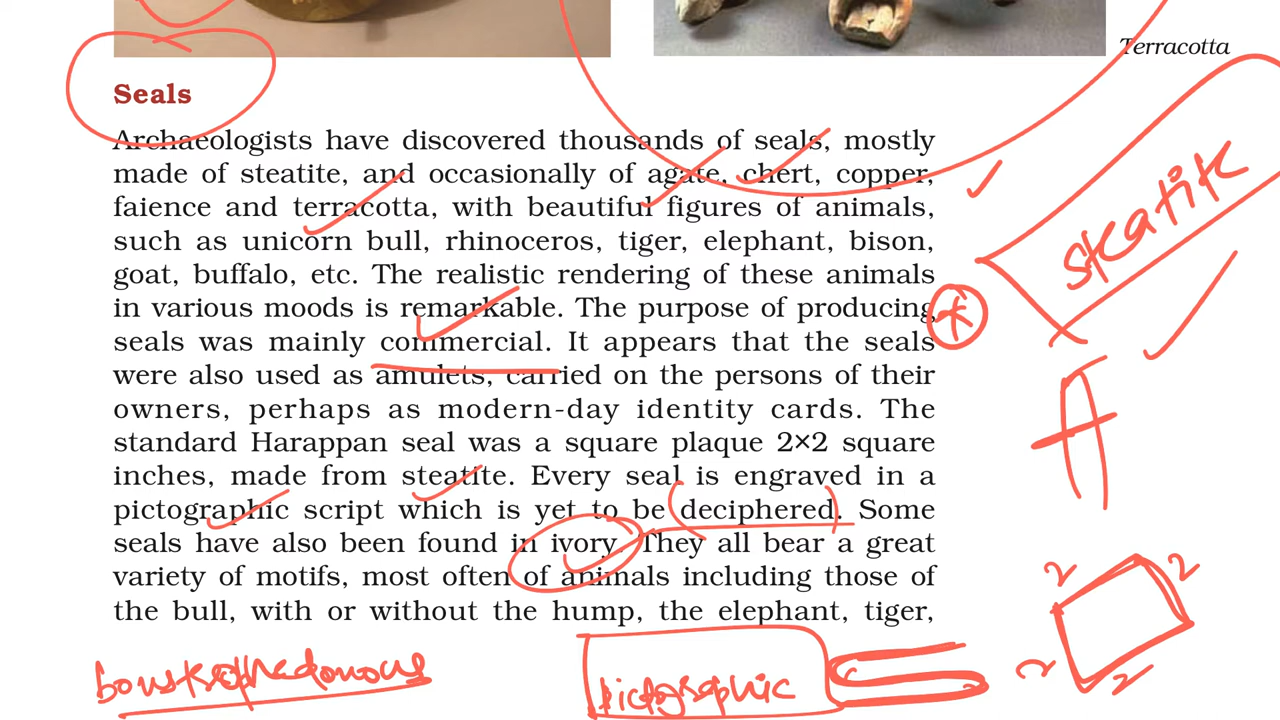 Terracotta
Seals
Archaeologists have discovered thousands of seals, mostly
made of steatite, and occasionally of agate, chert, copper,
faience and terracotta, with beautiful figures of animals,
such as unicorn bull, rhinoceros, tiger, elephant, bison,
goat, buffalo, etc. The realistic rendering of these animals
in various moods is remarkable. The purpose of producing
seals was mainly commercial. It appears that the seals
were also used as amulets, carried on the persons of their
owners, perhaps as modern-day identity cards. The
standard Harappan seal was a square plaque 2×2 square
inches, made from steatite. Every seal is engraved in a
pictographic script which is yet to be deciphered. Some
seals have also been found in ivory. They all bear a great
variety of motifs, most often of animals including those of
the bull, with or without the hump, the elephant, tiger,
A
2 2
2 2
pictographic